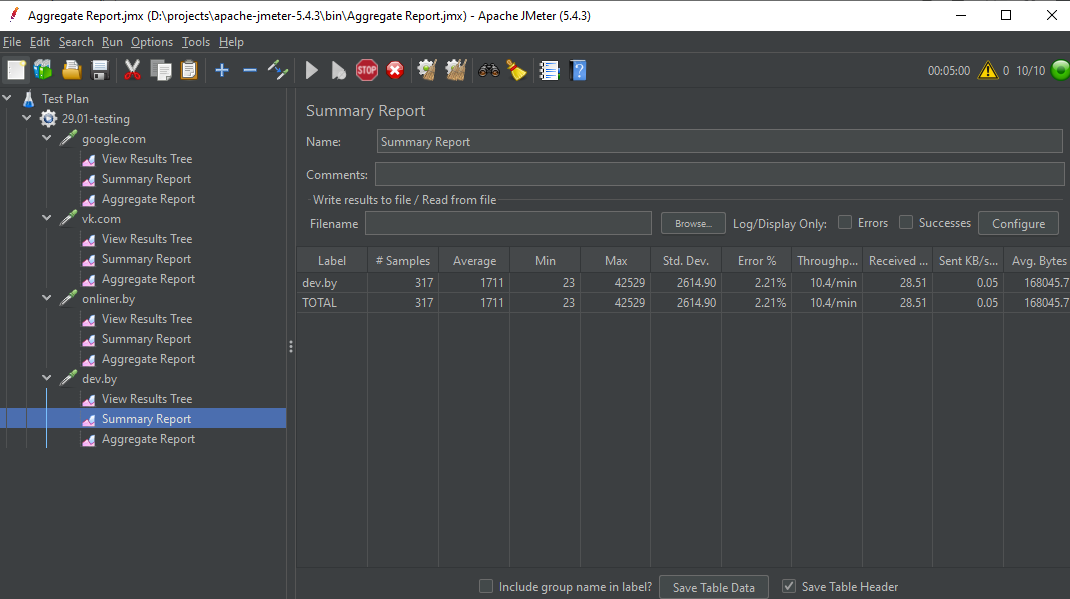 Aggregate Report.jmx (D:\projects\apache-jmeter-5.4.3\bin\Aggregate Report.jmx) - Apache JMeter (5.4.3)
File Edit Search Run Options Tools Help
STOP ? 00:05:00 0 10/10
Test Plan
29.01-testing
google.com
View Results Tree
Summary Report
Aggregate Report
vk.com
View Results Tree
Summary Report
Aggregate Report
onliner.by
View Results Tree
Summary Report
Aggregate Report
dev.by
View Results Tree
Summary Report
Aggregate Report
Summary Report
Name: Summary Report
Comments:
Write results to file / Read from file
Filename Browse... Log/Display Only: Errors Successes Configure
Label # Samples Average Min Max Std. Dev. Error % Throughp... Received ... Sent KB/s... Avg. Bytes
dev.by 317 1711 23 42529 2614.90 2.21% 10.4/min 28.51 0.05 168045.7
TOTAL 317 1711 23 42529 2614.90 2.21% 10.4/min 28.51 0.05 168045.7
Include group name in label? Save Table Data Save Table Header